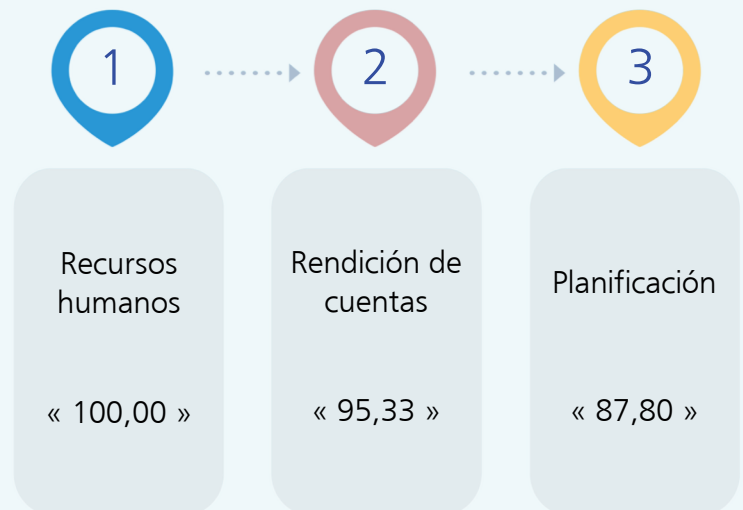 1
2
3
Recursos
humanos
« 100,00 »
Rendición de
cuentas
« 95,33 »
Planificación
« 87,80 »